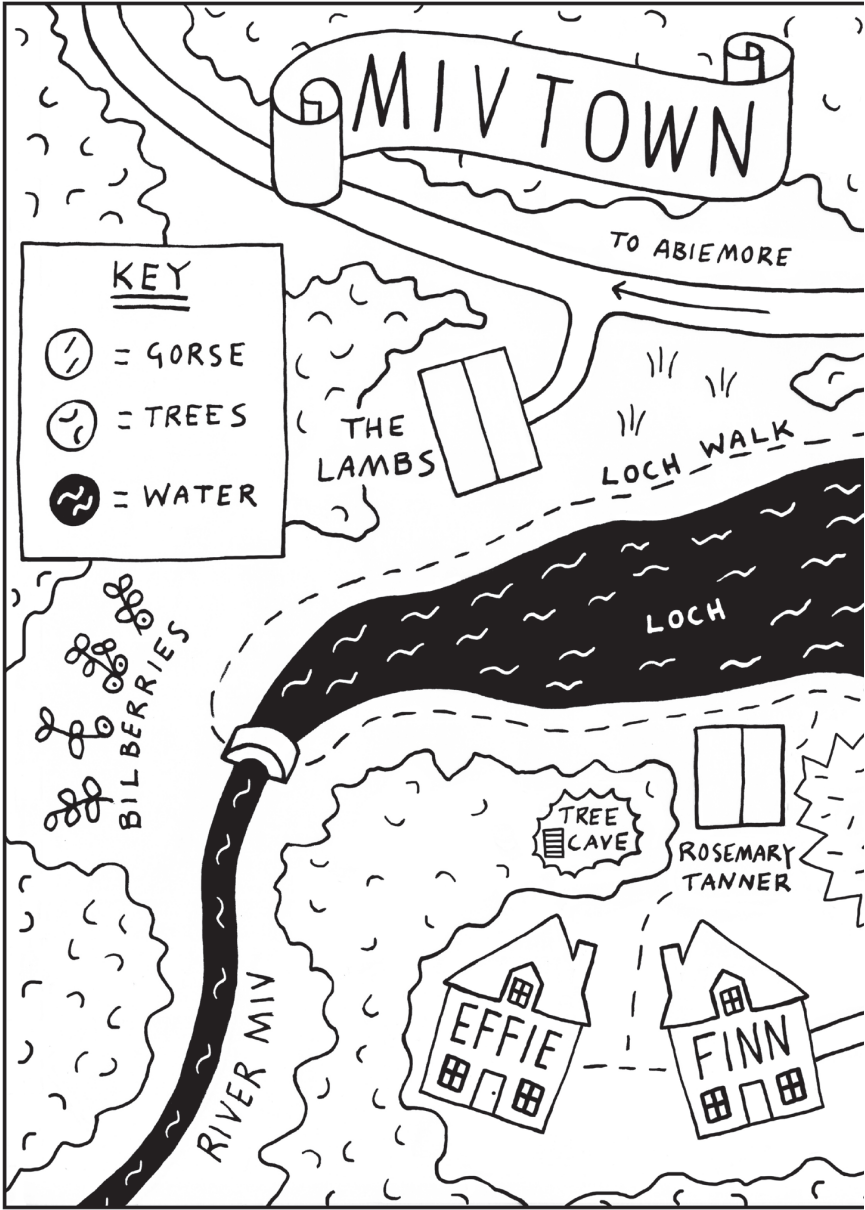 MIVTOWN
TO ABIEMORE
KEY
= GORSE
= TREES
= WATER
THE
LAMBS
LOCH WALK
LOCH
BILBERRIES
TREE
CAVE
ROSEMARY
TANNER
EFFIE
FINN
RIVER MIV